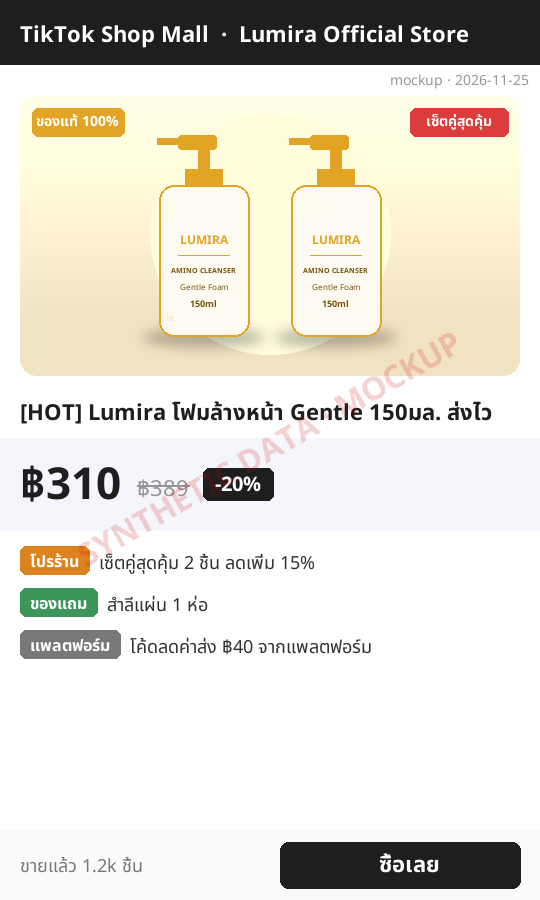 TikTok Shop Mall · Lumira Official Store
mockup · 2026-11-25
ของแท้ 100%
เซ็ตคู่สุดคุ้ม
LUMIRA
AMINO CLEANSER
Gentle Foam
150ml
LUMIRA
AMINO CLEANSER
Gentle Foam
150ml
[HOT] Lumira โฟมล้างหน้า Gentle 150มล. ส่งไว
฿310 ฿389 -20%
SYNTHETIC DATA · MOCKUP
โปรร้าน เซ็ตคู่สุดคุ้ม 2 ชิ้น ลดเพิ่ม 15%
ของแถม สำลีแผ่น 1 ห่อ
แพลตฟอร์ม โค้ดลดค่าส่ง ฿40 จากแพลตฟอร์ม
ขายแล้ว 1.2k ชิ้น
ซื้อเลย